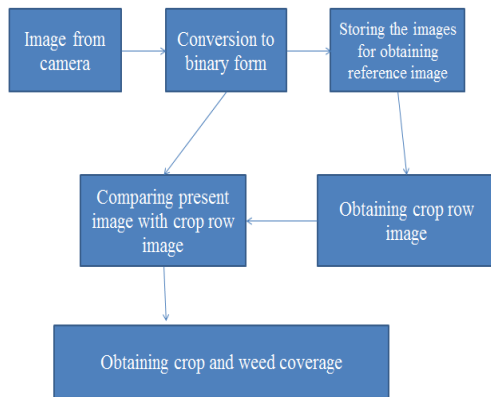 Image from
camera
Conversion to
binary form
Storing the images
for obtaining
reference image
Comparing present
image with crop row
image
Obtaining crop row
image
Obtaining crop and weed coverage